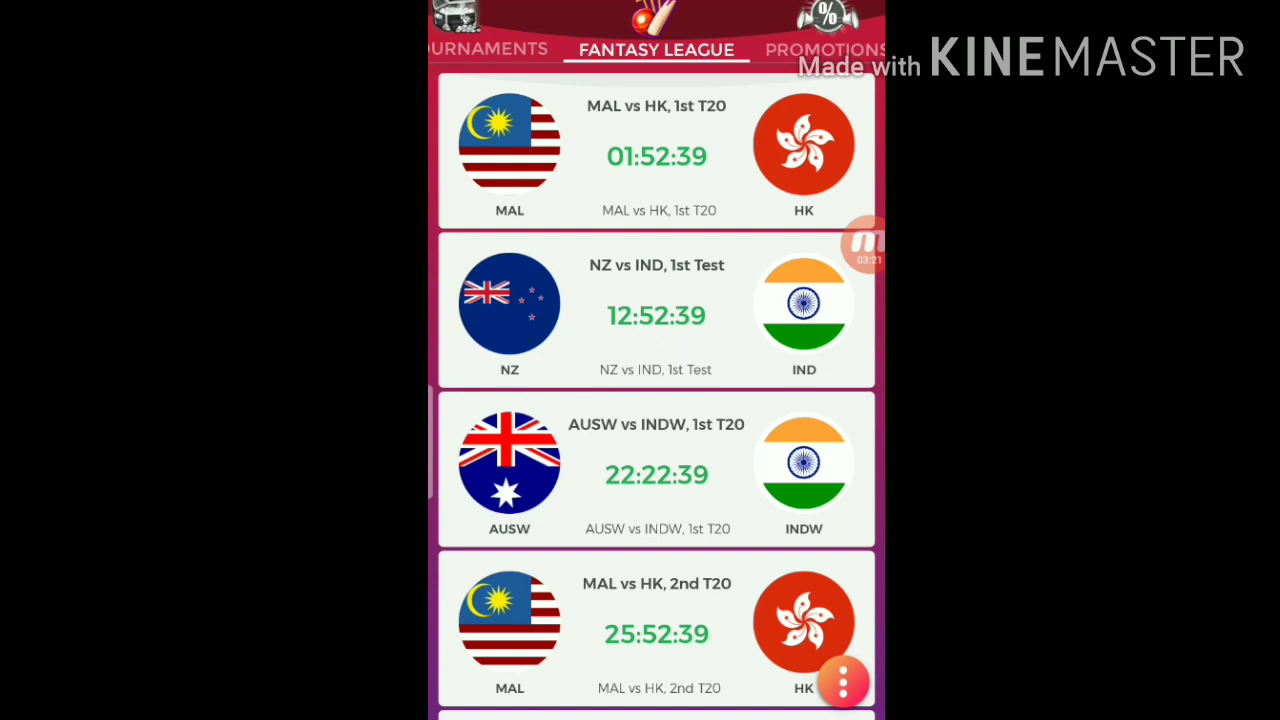 OURNAMENTS FANTASY LEAGUE PROMOTIONS
%
Made with KINEMASTER
MAL vs HK, 1st T20
01:52:39
MAL MAL vs HK, 1st T20 HK
03:21
NZ vs IND, 1st Test
12:52:39
NZ NZ vs IND, 1st Test IND
AUSW vs INDW, 1st T20
22:22:39
AUSW AUSW vs INDW, 1st T20 INDW
MAL vs HK, 2nd T20
25:52:39
MAL MAL vs HK, 2nd T20 HK